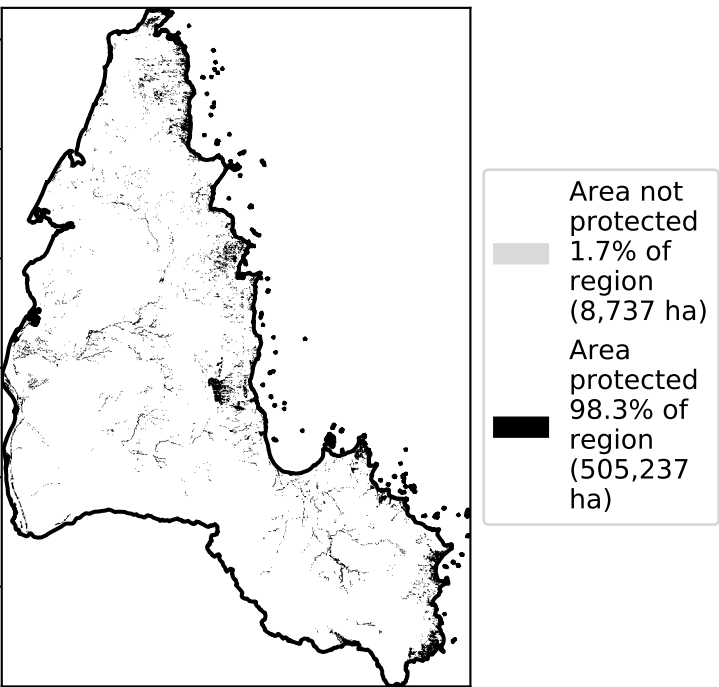 Area not
protected
1.7% of
region
(8,737 ha)
Area
protected
98.3% of
region
(505,237
ha)